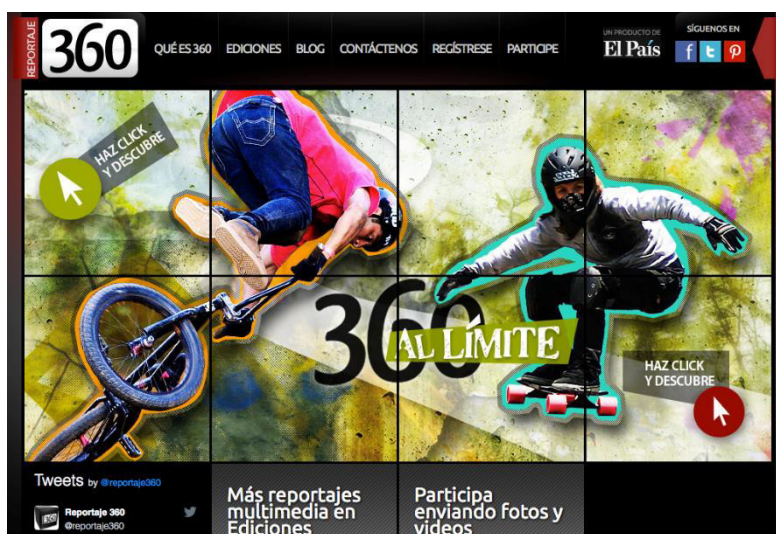 REPORTAJE
360
QUÉ ES 360
EDICIONES
BLOG
CONTÁCTENOS
REGÍSTRESE
PARTICIPE
UN PRODUCTO DE
El País
SÍGUENOS EN
HAZ CLICK
Y DESCUBRE
360
AL LÍMITE
HAZ CLICK
Y DESCUBRE
Tweets by @reportaje360
Reportaje 360
@reportaje360
Más reportajes
multimedia en
Ediciones
Participa
enviando fotos y
videos